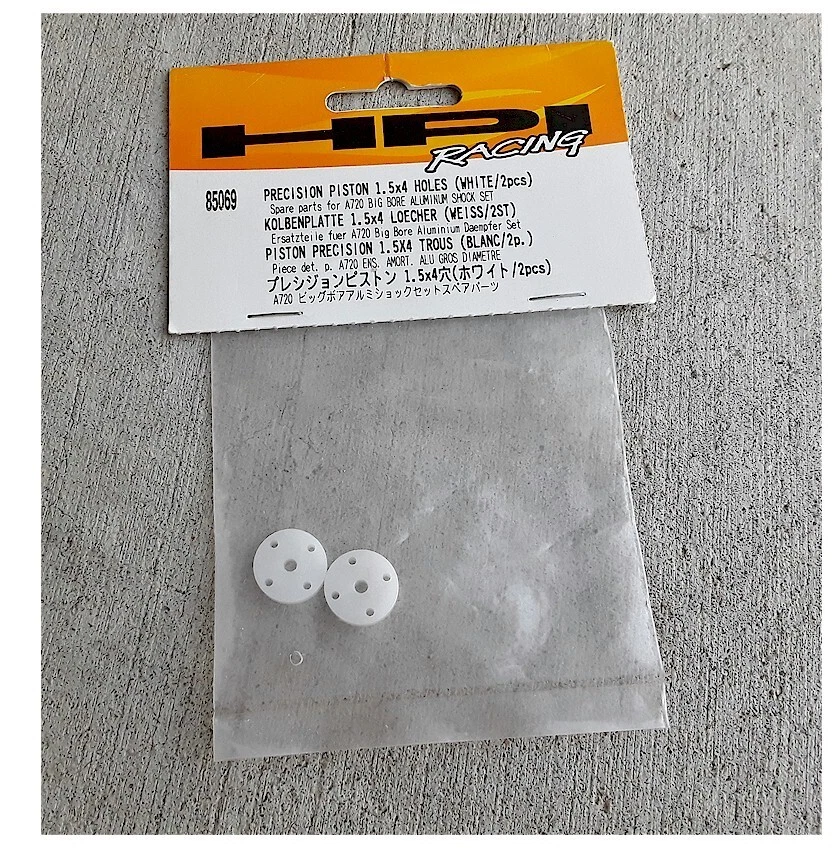 HPI
RACING
85069
PRECISION PISTON 1.5x4 HOLES (WHITE/2pcs)
Spare parts for A720 BIG BORE ALUMINUM SHOCK SET
KOLBENPLATTE 1.5x4 LOECHER (WEISS/2ST)
Ersatzteile fuer A720 Big Bore Aluminium Daempfer Set
PISTON PRECISION 1.5X4 TROUS (BLANC/2p.)
Piece det. p. A720 ENS. AMORT. ALU GROS DIAMETRE
プレシジョンピストン 1.5x4穴(ホワイト/2pcs)
A720 ビッグボアアルミショックセットスペアパーツ